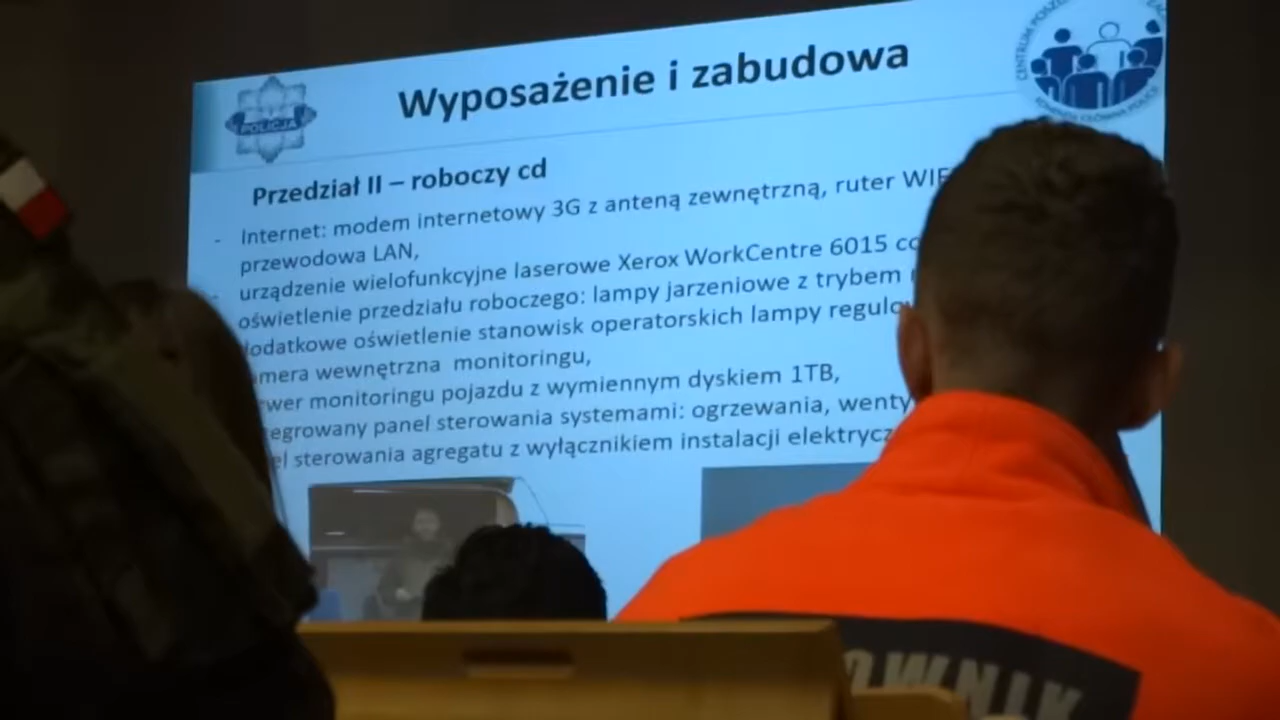 Wyposażenie i zabudowa
POLICJA
Przedział II – roboczy cd
- Internet: modem internetowy 3G z anteną zewnętrzną, ruter
przewodowa LAN,
urządzenie wielofunkcyjne laserowe Xerox WorkCentre 6015
oświetlenie przedziału roboczego: lampy jarzeniowe z trybem
oświetlenie stanowisk operatorskich lampy
wewnętrzna monitoringu,
monitoringu pojazdu z wymiennym dyskiem 1TB,
panel sterowania systemami: ogrzewania,
sterowania agregatu z wyłącznikiem instalacji